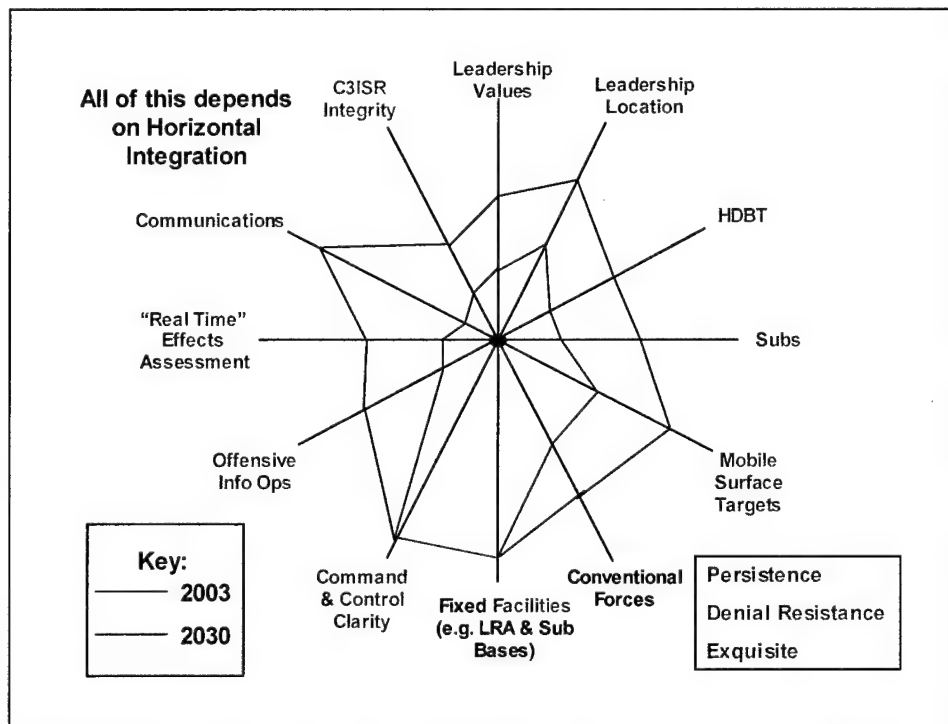 All of this depends
on Horizontal
Integration
C3ISR
Integrity
Leadership
Values
Leadership
Location
Communications
HDBT
“Real Time”
Effects
Assessment
Subs
Offensive
Info Ops
Mobile
Surface
Targets
Command
& Control
Clarity
Fixed Facilities
(e.g. LRA & Sub
Bases)
Conventional
Forces
Key:
2003
2030
Persistence
Denial Resistance
Exquisite